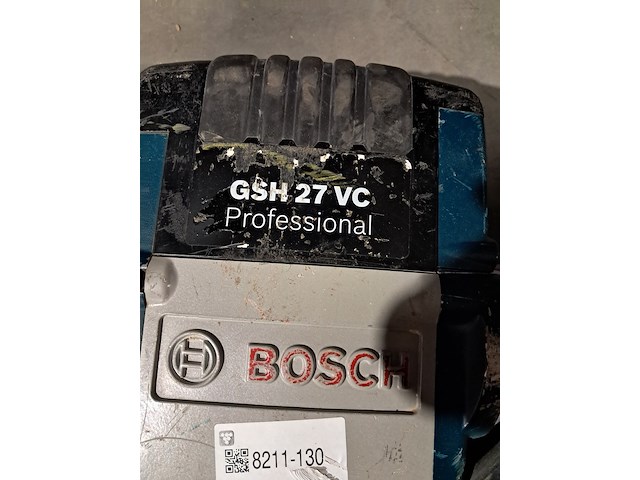 GSH 27 VC
Professional
BOSCH
8211-130